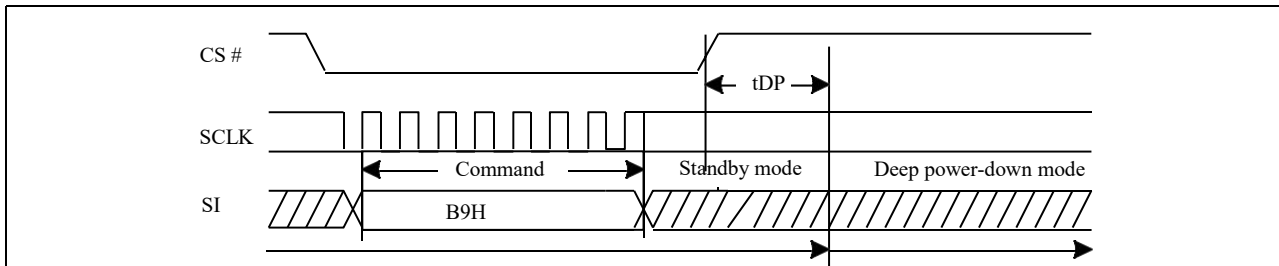 CS #
tDP
SCLK
Command Standby mode Deep power-down mode
SI B9H